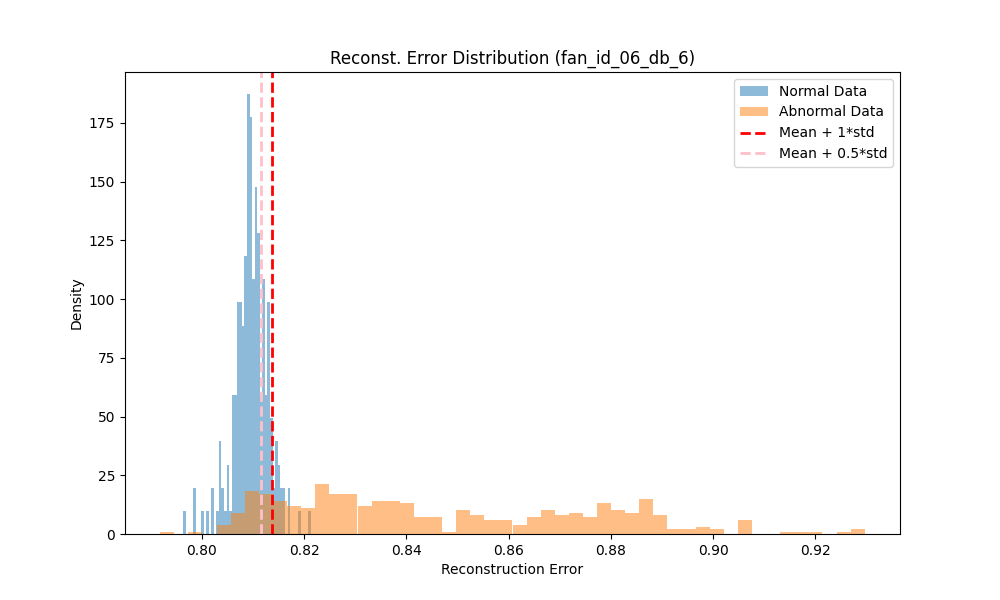 Reconst. Error Distribution (fan_id_06_db_6)
Normal Data
Abnormal Data
Mean + 1*std
Mean + 0.5*std
Density
175
150
125
100
75
50
25
0
0.80 0.82 0.84 0.86 0.88 0.90 0.92
Reconstruction Error